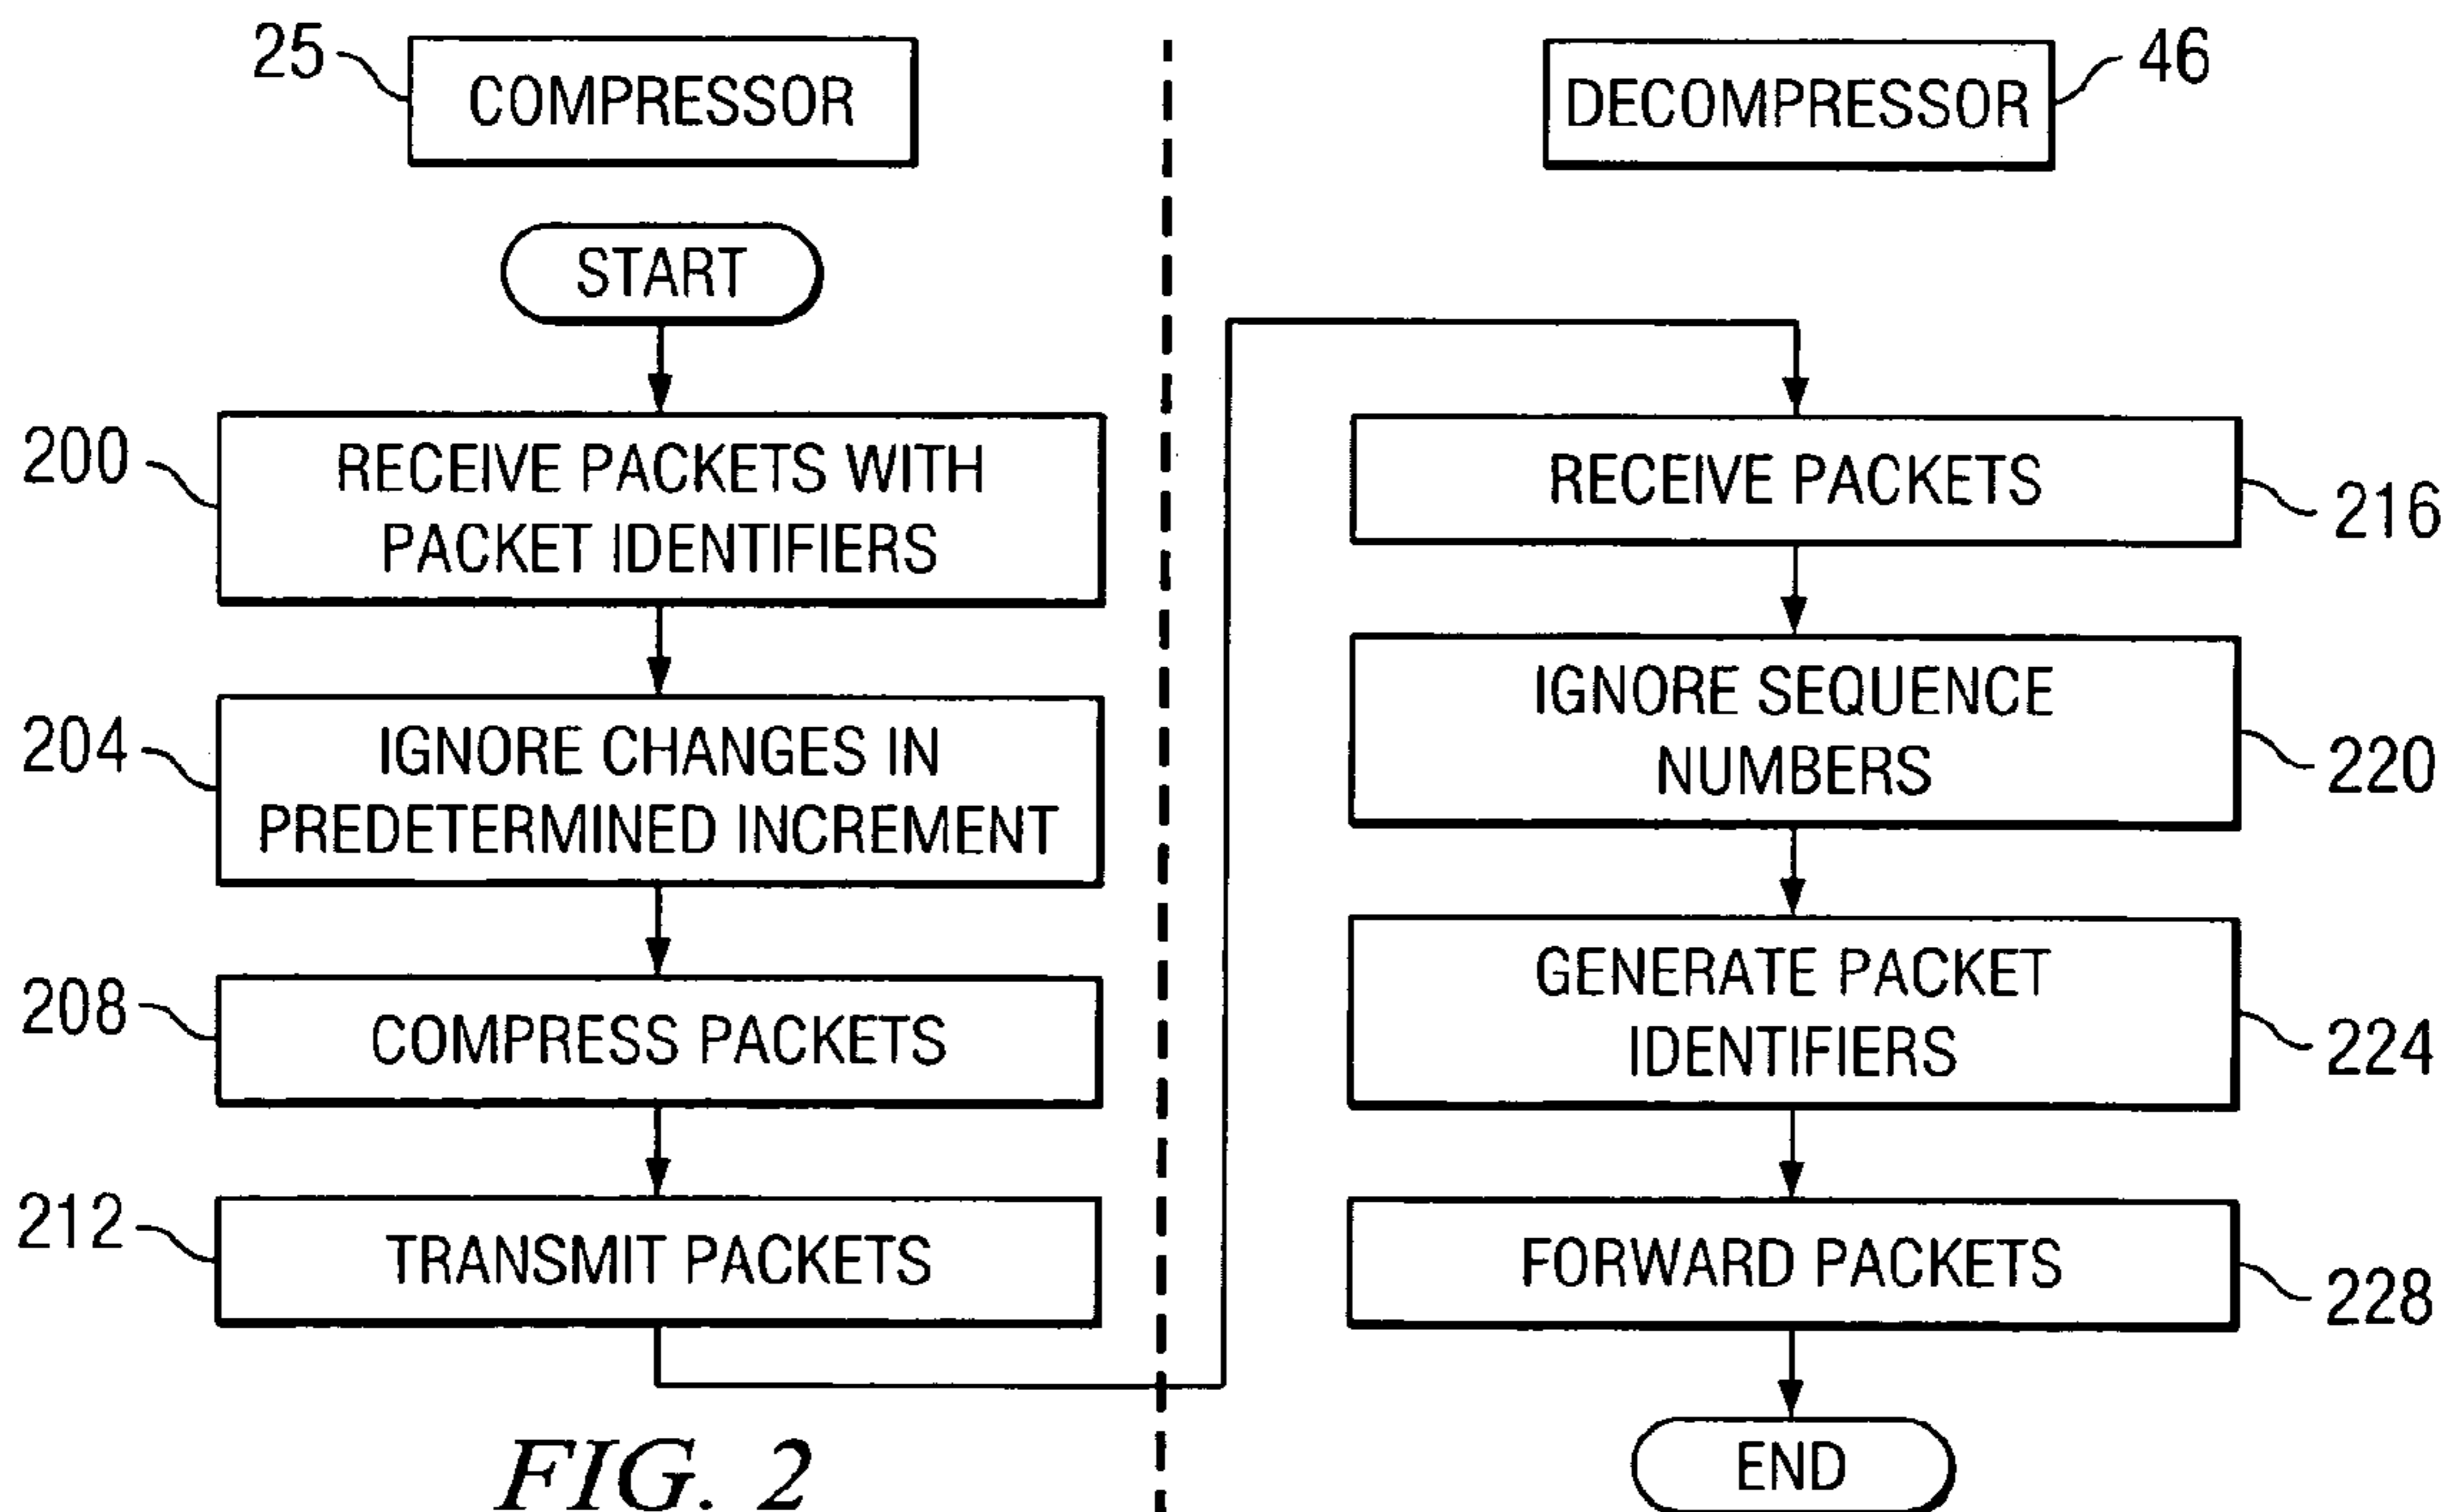 25
COMPRESSOR
START
200
RECEIVE PACKETS WITH
PACKET IDENTIFIERS
204
IGNORE CHANGES IN
PREDETERMINED INCREMENT
208
COMPRESS PACKETS
212
TRANSMIT PACKETS
FIG. 2
DECOMPRESSOR
46
RECEIVE PACKETS
216
IGNORE SEQUENCE
NUMBERS
220
GENERATE PACKET
IDENTIFIERS
224
FORWARD PACKETS
228
END